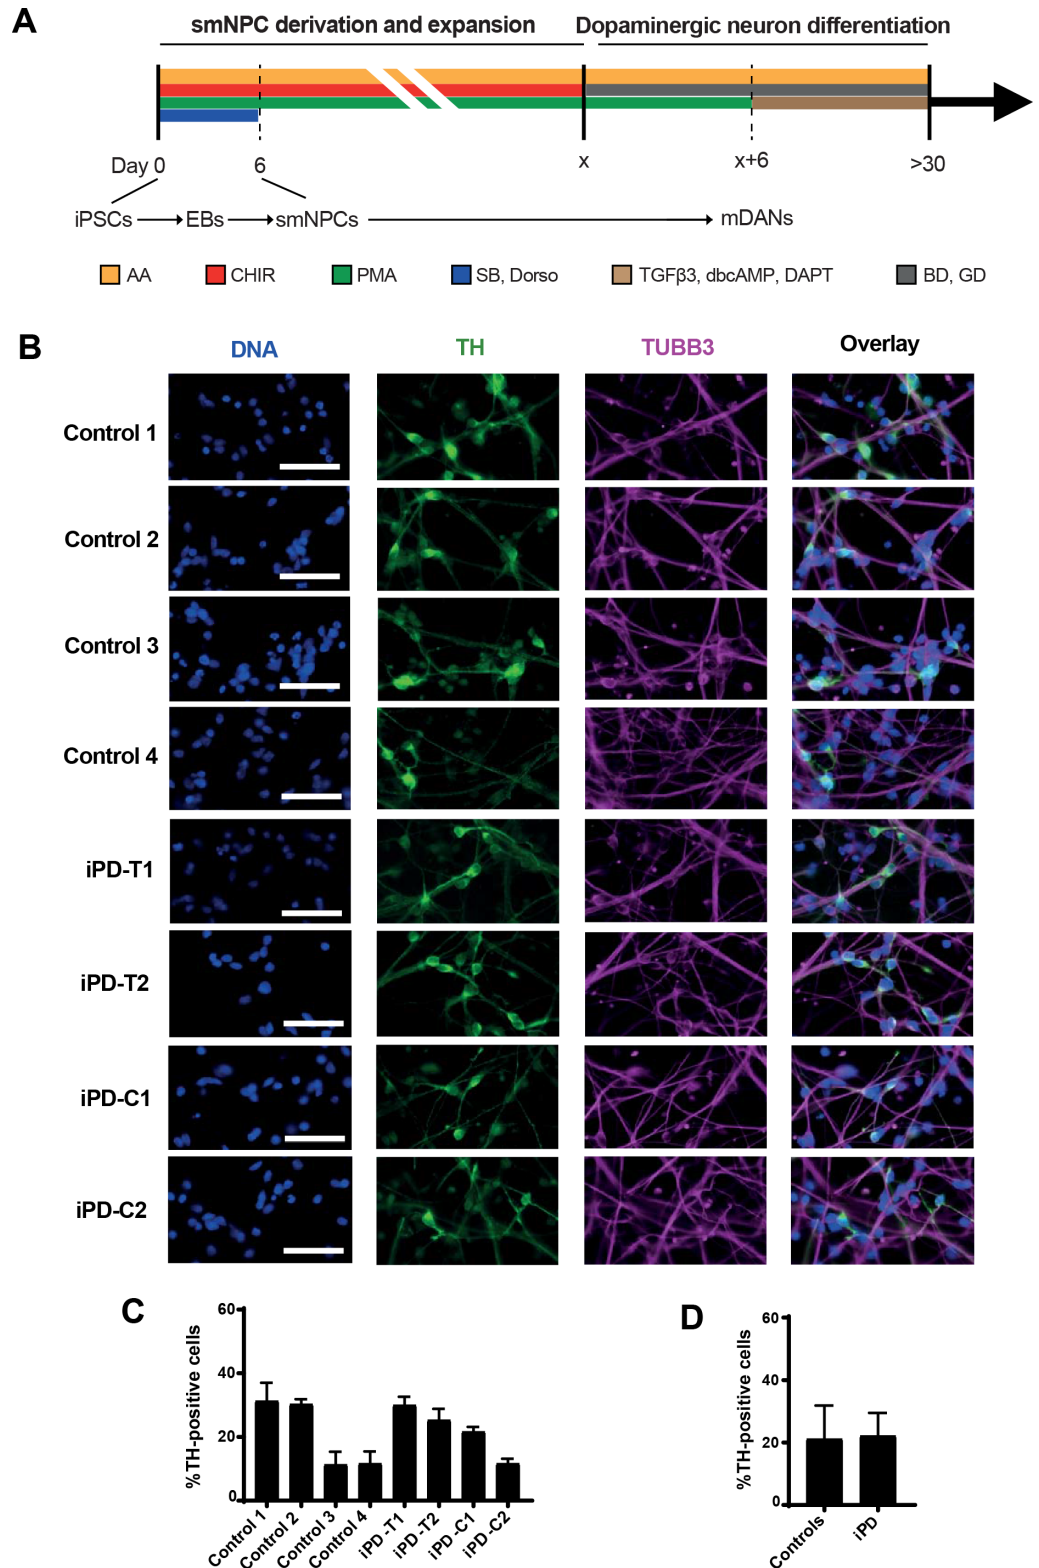 A
smNPC derivation and expansion
Dopaminergic neuron differentiation
Day 0
6
x
x+6
>30
iPSCs
EBs
smNPCs
mDANs
AA
CHIR
PMA
SB, Dorso
TGFβ3, dbcAMP, DAPT
BD, GD
B
DNA
TH
TUBB3
Overlay
Control 1
Control 2
Control 3
Control 4
iPD-T1
iPD-T2
iPD-C1
iPD-C2
C
%TH-positive cells
60
40
20
0
Control 1
Control 2
Control 3
Control 4
iPD-T1
iPD-T2
iPD-C1
iPD-C2
D
%TH-positive cells
60
40
20
0
Controls
iPD